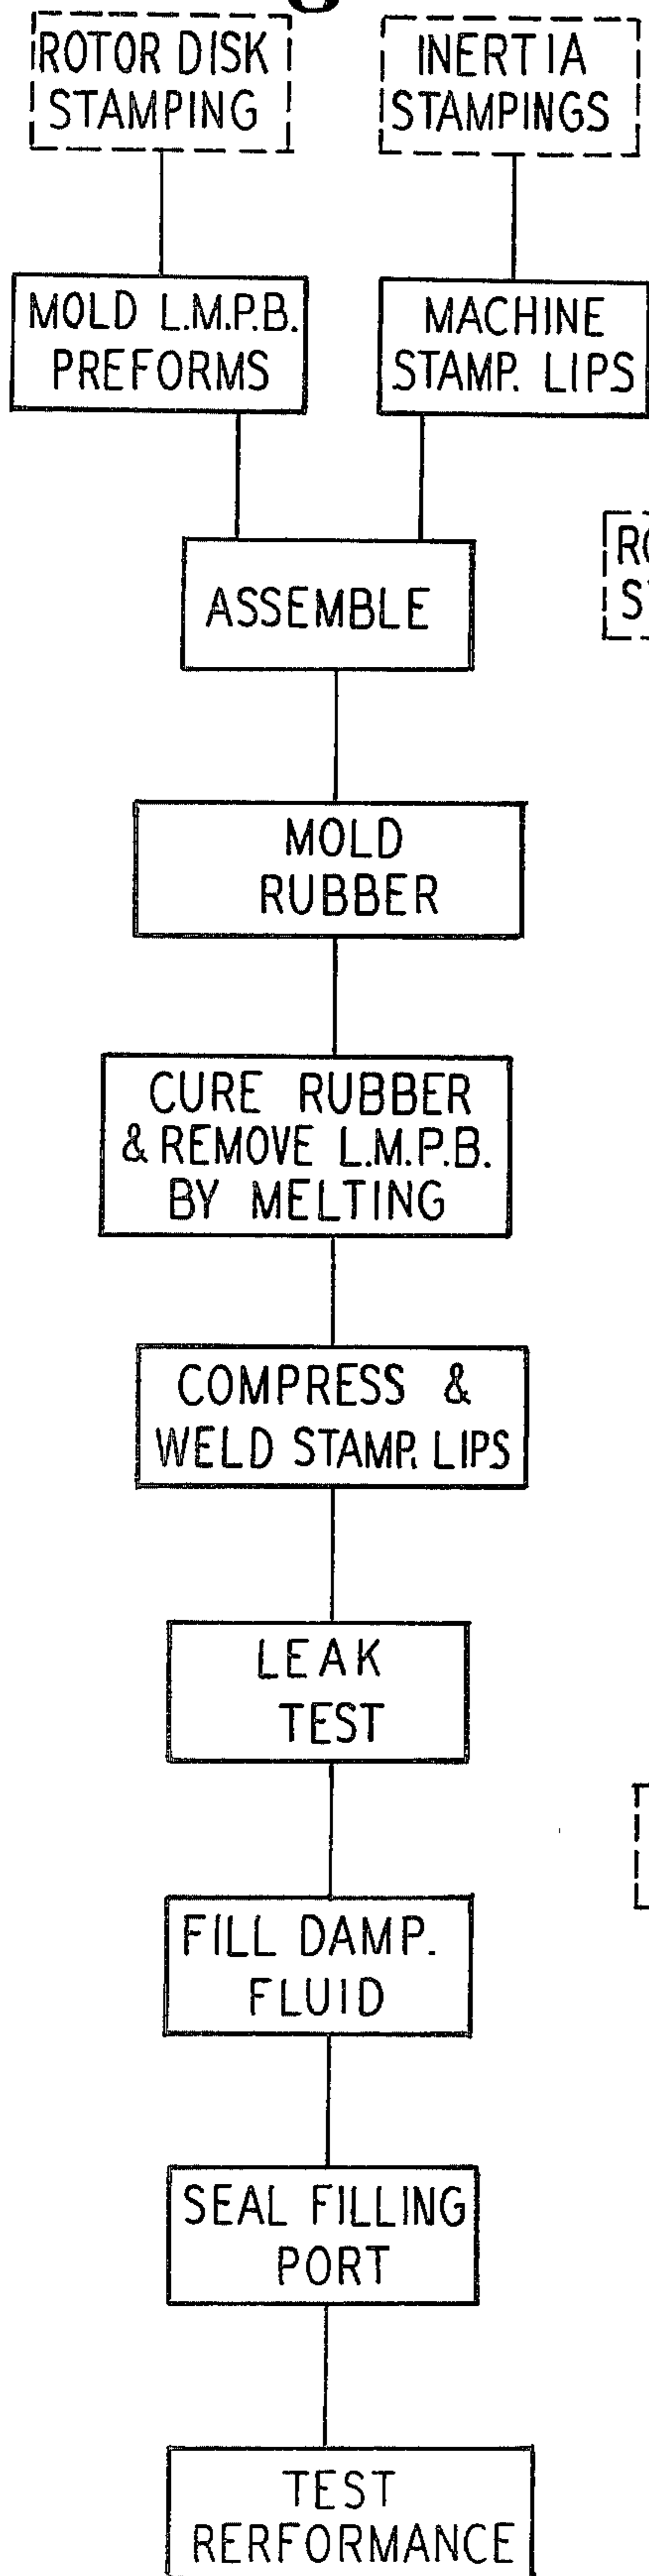 ROTOR DISK
STAMPING
INERTIA
STAMPINGS
MOLD L.M.P.B.
PREFORMS
MACHINE
STAMP. LIPS
ASSEMBLE
MOLD
RUBBER
CURE RUBBER
& REMOVE L.M.P.B.
BY MELTING
COMPRESS &
WELD STAMP. LIPS
LEAK
TEST
FILL DAMP.
FLUID
SEAL FILLING
PORT
TEST
RERFORMANCE